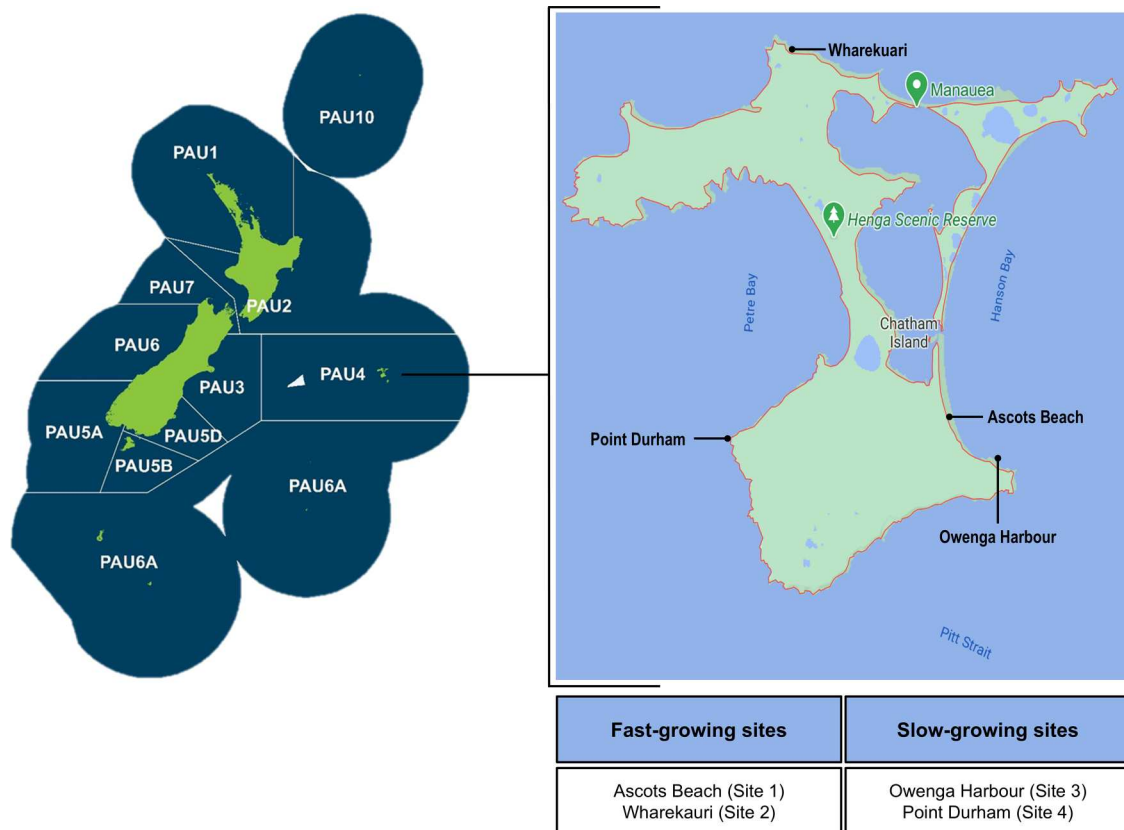 PAU10
PAU1
PAU7
PAU2
PAU6
PAU3
PAU4
PAU5A
PAU5D
PAU5B
PAU6A
PAU6A
Wharekuari
Manauea
Henga Scenic Reserve
Petre Bay
Hanson Bay
Chatham
Island
Ascots Beach
Point Durham
Owenga Harbour
Pitt Strait
Fast-growing sites
Slow-growing sites
Ascots Beach (Site 1)
Wharekauri (Site 2)
Owenga Harbour (Site 3)
Point Durham (Site 4)